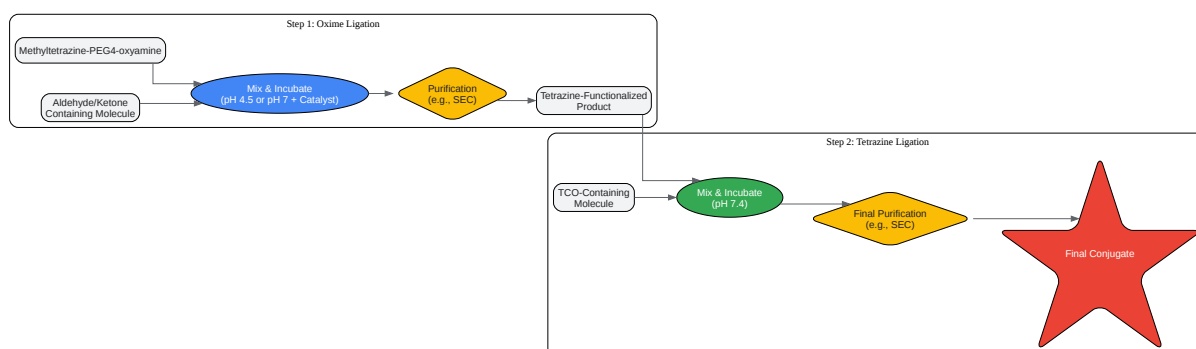 Step 1: Oxime Ligation
Methyltetrazine-PEG4-oxyamine
Aldehyde/Ketone
Containing Molecule
Mix & Incubate
(pH 4.5 or pH 7 + Catalyst)
Purification
(e.g., SEC)
Tetrazine-Functionalized
Product
Step 2: Tetrazine Ligation
TCO-Containing
Molecule
Mix & Incubate
(pH 7.4)
Final Purification
(e.g., SEC)
Final Conjugate